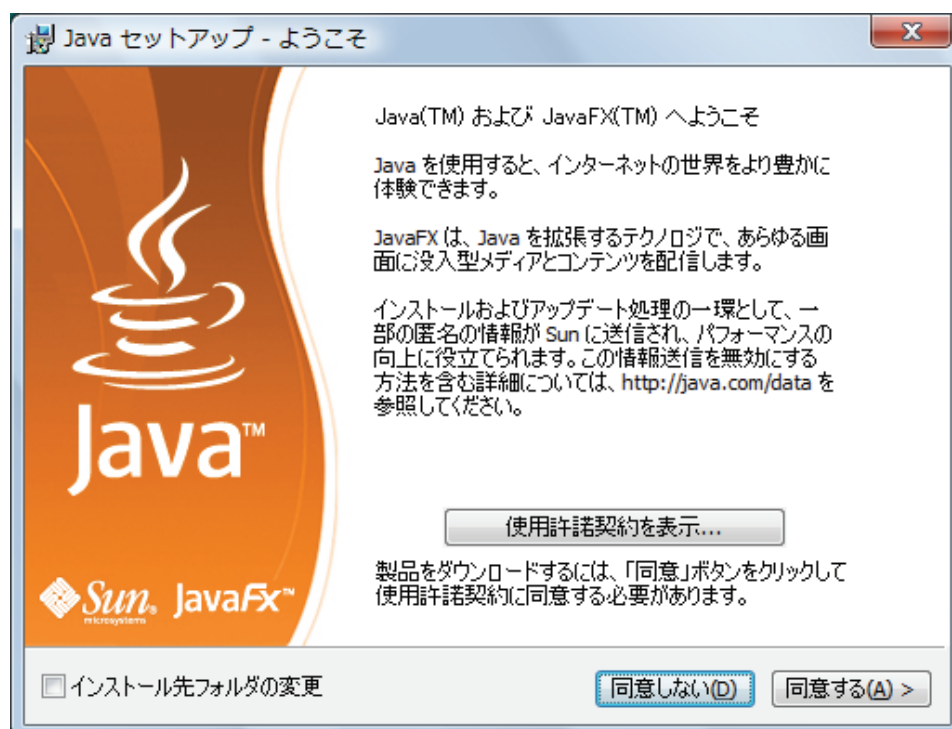 Java セットアップ - ようこそ
Java(TM) および JavaFX(TM) へようこそ
Java を使用すると、インターネットの世界をより豊かに
体験できます。
JavaFX は、Java を拡張するテクノロジで、あらゆる画
面に没入型メディアとコンテンツを配信します。
インストールおよびアップデート処理の一環として、一
部の匿名の情報が Sun に送信され、パフォーマンスの
向上に役立てられます。この情報送信を無効にする
方法を含む詳細については、http://java.com/data を
参照してください。
Java™
使用許諾契約を表示...
製品をダウンロードするには、「同意」ボタンをクリックして
使用許諾契約に同意する必要があります。
Sun® microsystems JavaFX™
インストール先フォルダの変更
同意しない(D)
同意する(A) >